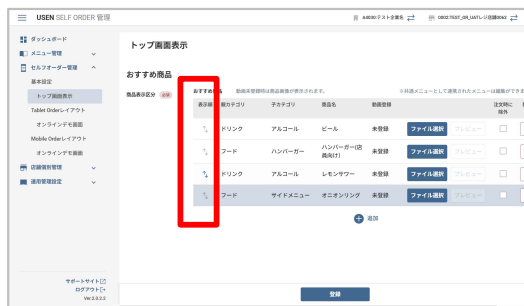 USEN SELF ORDER 管理
A4030:テスト企業名
0002:TEST_GR_UATレジ店舗0062
ダッシュボード
メニュー管理
セルフオーダー管理
基本設定
トップ画面表示
Tablet Orderレイアウト
オンラインデモ画面
Mobile Orderレイアウト
オンラインデモ画面
店舗個別管理
運用管理設定
サポートサイト
ログアウト
Ver.2.0.2.3
トップ画面表示
おすすめ商品
商品表示区分 必須
おすすめ商品 動画未登録時は商品画像が表示されます。
※共通メニューとして連携されたメニューは編集ができま
表示順 親カテゴリ 子カテゴリ 商品名 動画登録 注文時に除外
ドリンク アルコール ビール 未登録 ファイル選択 プレビュー
フード ハンバーガー ハンバーガー(店員向け) 未登録 ファイル選択 プレビュー
ドリンク アルコール レモンサワー 未登録 ファイル選択 プレビュー
フード サイドメニュー オニオンリング 未登録 ファイル選択 プレビュー
追加
登録